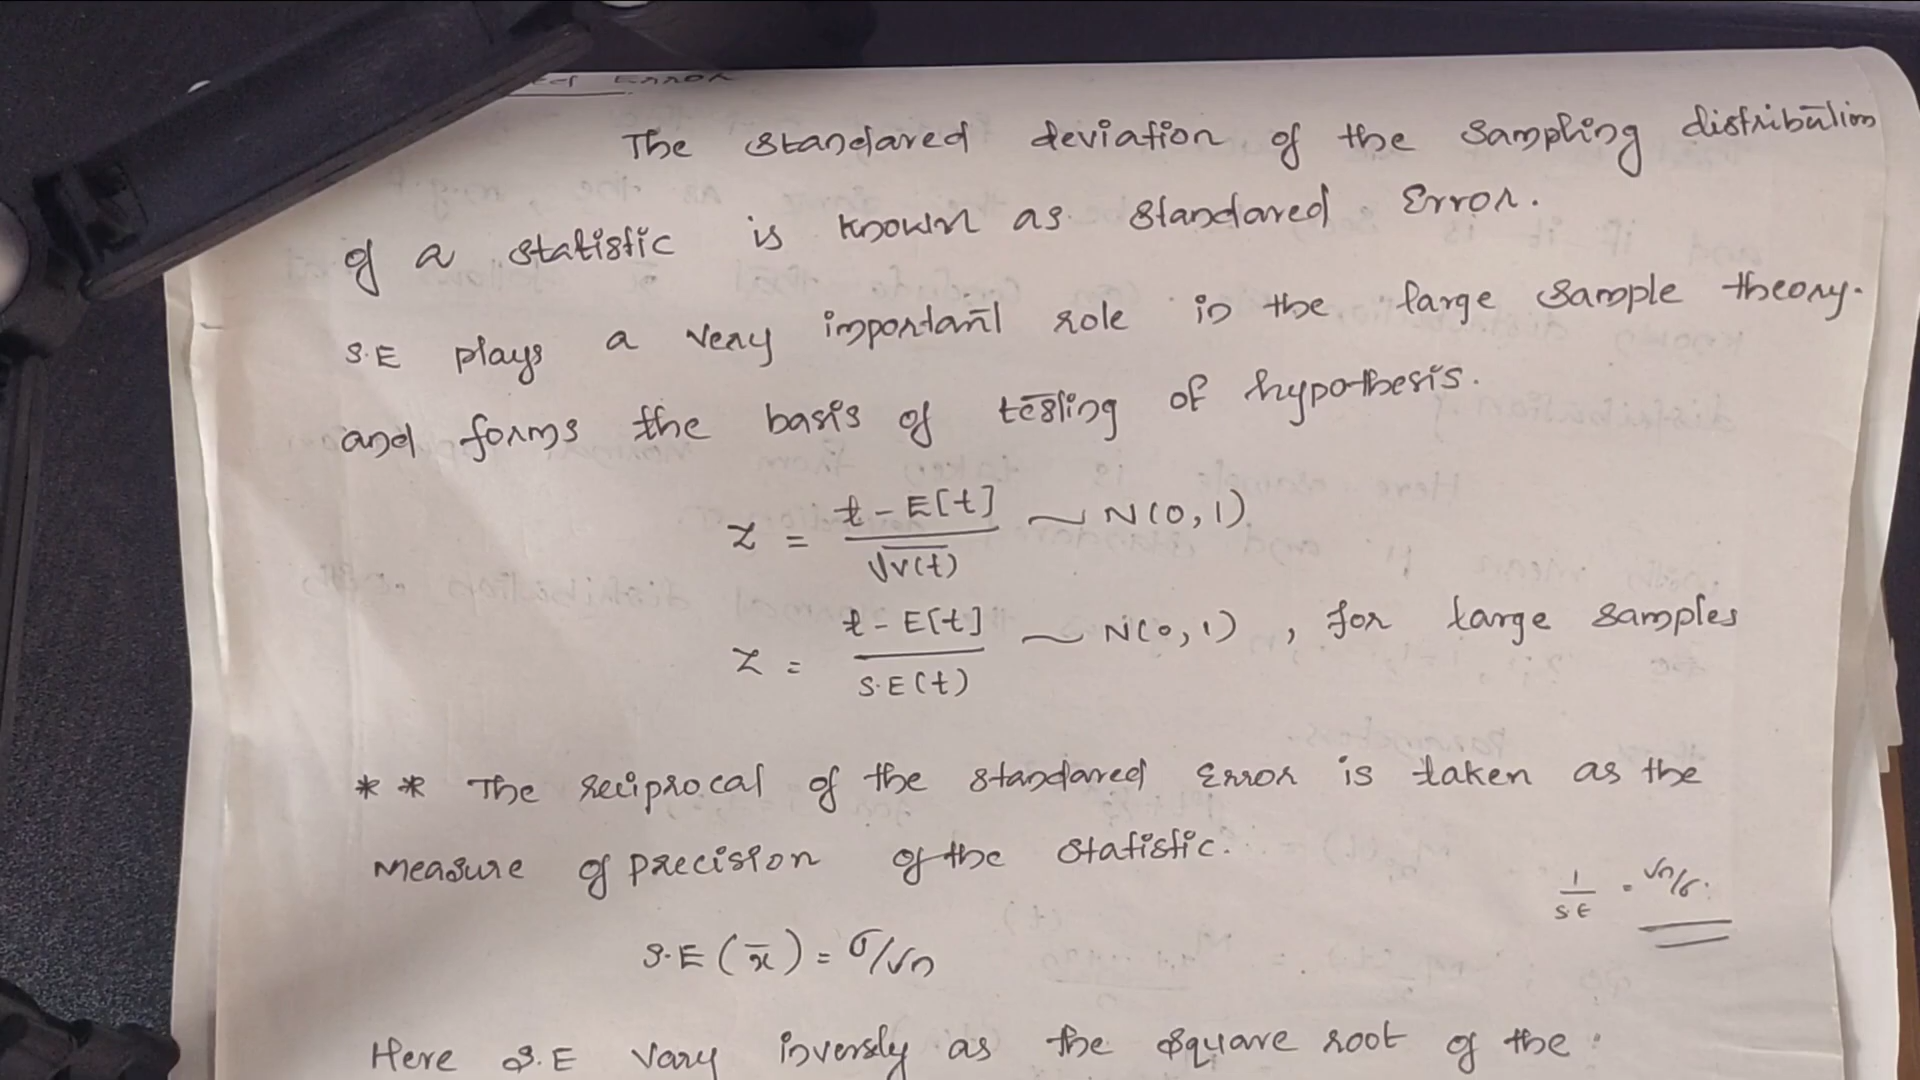 Error
The standared deviation of the sampling distribution
of a statistic is known as standared Error.
S.E plays a very important role in the large sample theory.
and forms the basis of testing of hypothesis.
Z = t - E[t] / √v(t) ~ N(0,1)
Z = t - E[t] / S.E(t) ~ N(0,1), for large samples
** The reciprocal of the standared Error is taken as the
measure of precision of the statistic.
1/S.E = √n/σ.
S.E (x̄) = σ/√n
Here S.E vary inversely as the square root of the